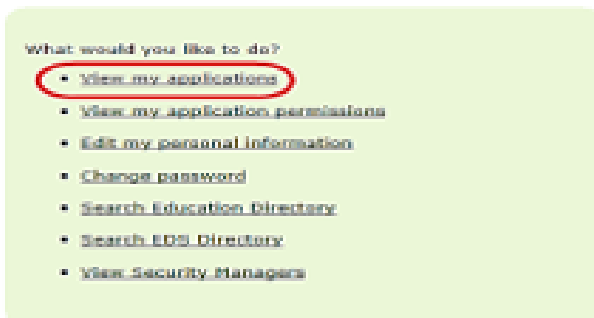 What would you like to do?
View my applications
View my application permissions
Edit my personal information
Change password
Search Education Directory
Search EDS Directory
View Security Managers